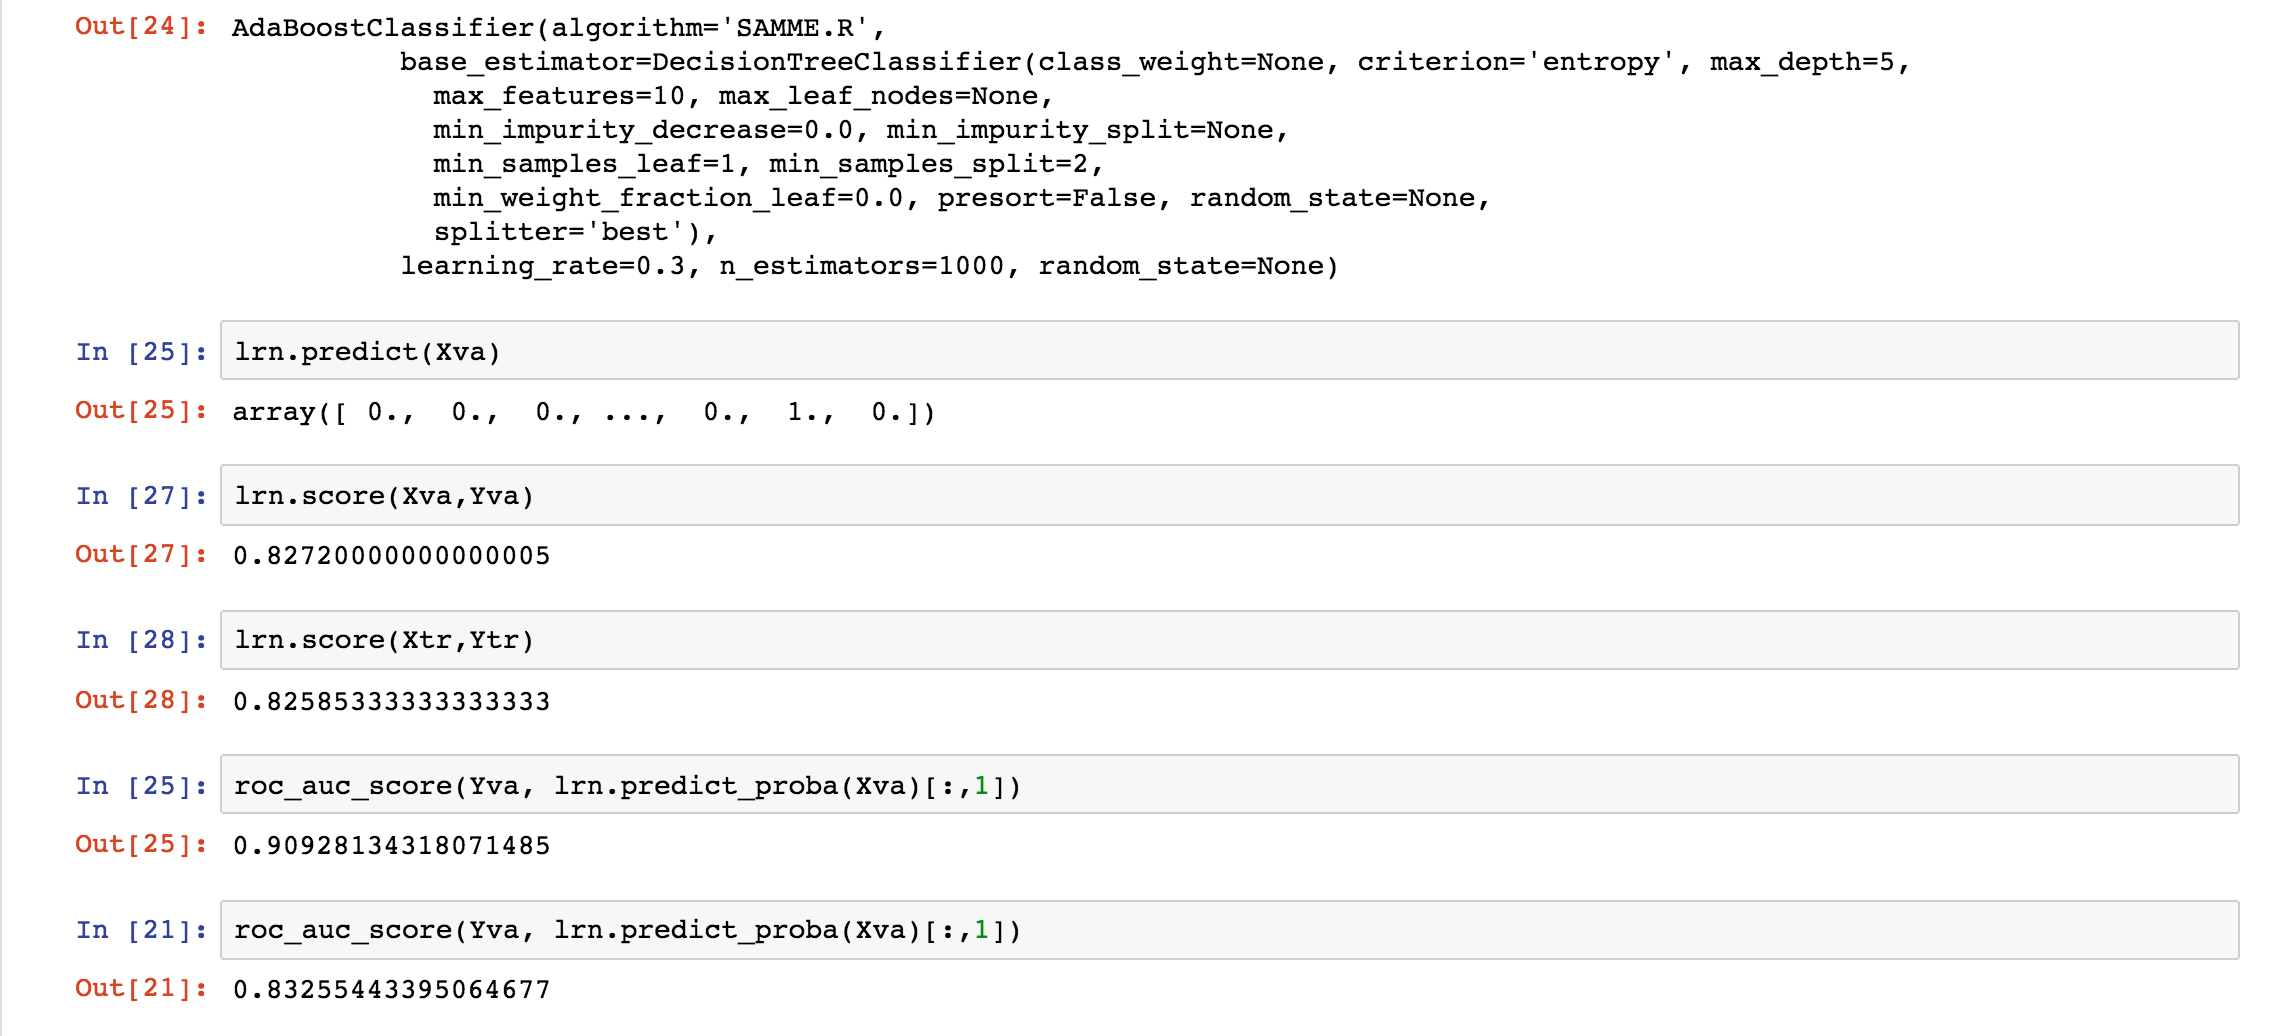 Out[24]: AdaBoostClassifier(algorithm='SAMME.R',
base_estimator=DecisionTreeClassifier(class_weight=None, criterion='entropy', max_depth=5,
max_features=10, max_leaf_nodes=None,
min_impurity_decrease=0.0, min_impurity_split=None,
min_samples_leaf=1, min_samples_split=2,
min_weight_fraction_leaf=0.0, presort=False, random_state=None,
splitter='best'),
learning_rate=0.3, n_estimators=1000, random_state=None)
In [25]: lrn.predict(Xva)
Out[25]: array([ 0., 0., 0., ..., 0., 1., 0.])
In [27]: lrn.score(Xva,Yva)
Out[27]: 0.82720000000000005
In [28]: lrn.score(Xtr,Ytr)
Out[28]: 0.82585333333333333
In [25]: roc_auc_score(Yva, lrn.predict_proba(Xva)[:,1])
Out[25]: 0.90928134318071485
In [21]: roc_auc_score(Yva, lrn.predict_proba(Xva)[:,1])
Out[21]: 0.83255443395064677